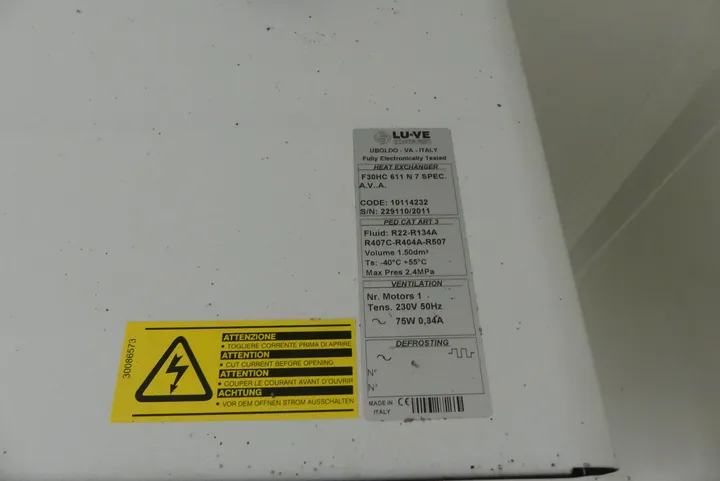 LU-VE
UBOLDO - VA - ITALY
Fully Electronically Tested
HEAT EXCHANGER
F30HC 611 N 7 SPEC.
A.V..A.
CODE: 10114232
S/N: 229110/2011
PED CAT ART 3
Fluid: R22-R134A
R407C-R404A-R507
Volume 1.50dm³
Ts: -40°C +55°C
Max Pres 2.4MPa
VENTILATION
Nr. Motors 1
Tens. 230V 50Hz
75W 0,34A
DEFROSTING
N°
N°
MADE IN
ITALY
CE
30086573
ATTENZIONE
• TOGLIERE CORRENTE PRIMA DI APRIRE
ATTENTION
• CUT CURRENT BEFORE OPENING
ATTENTION
• COUPER LE COURANT AVANT D'OUVRIR
ACHTUNG
• VOR DEM OFFNEN STROM AUSSCHALTEN